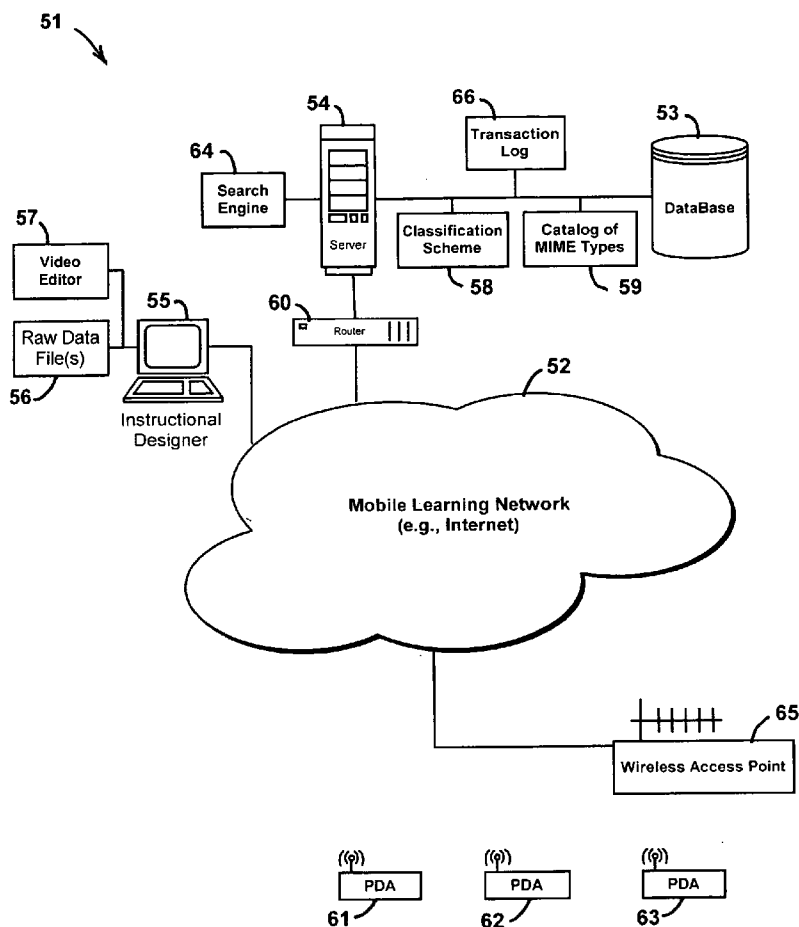 51
54
66
53
64
Transaction
Log
Search
Engine
DataBase
57
Server
Classification
Scheme
Catalog of
MIME Types
Video
Editor
55
58
59
60
Router
Raw Data
File(s)
56
52
Instructional
Designer
Mobile Learning Network
(e.g., Internet)
65
Wireless Access Point
PDA
PDA
PDA
61
62
63